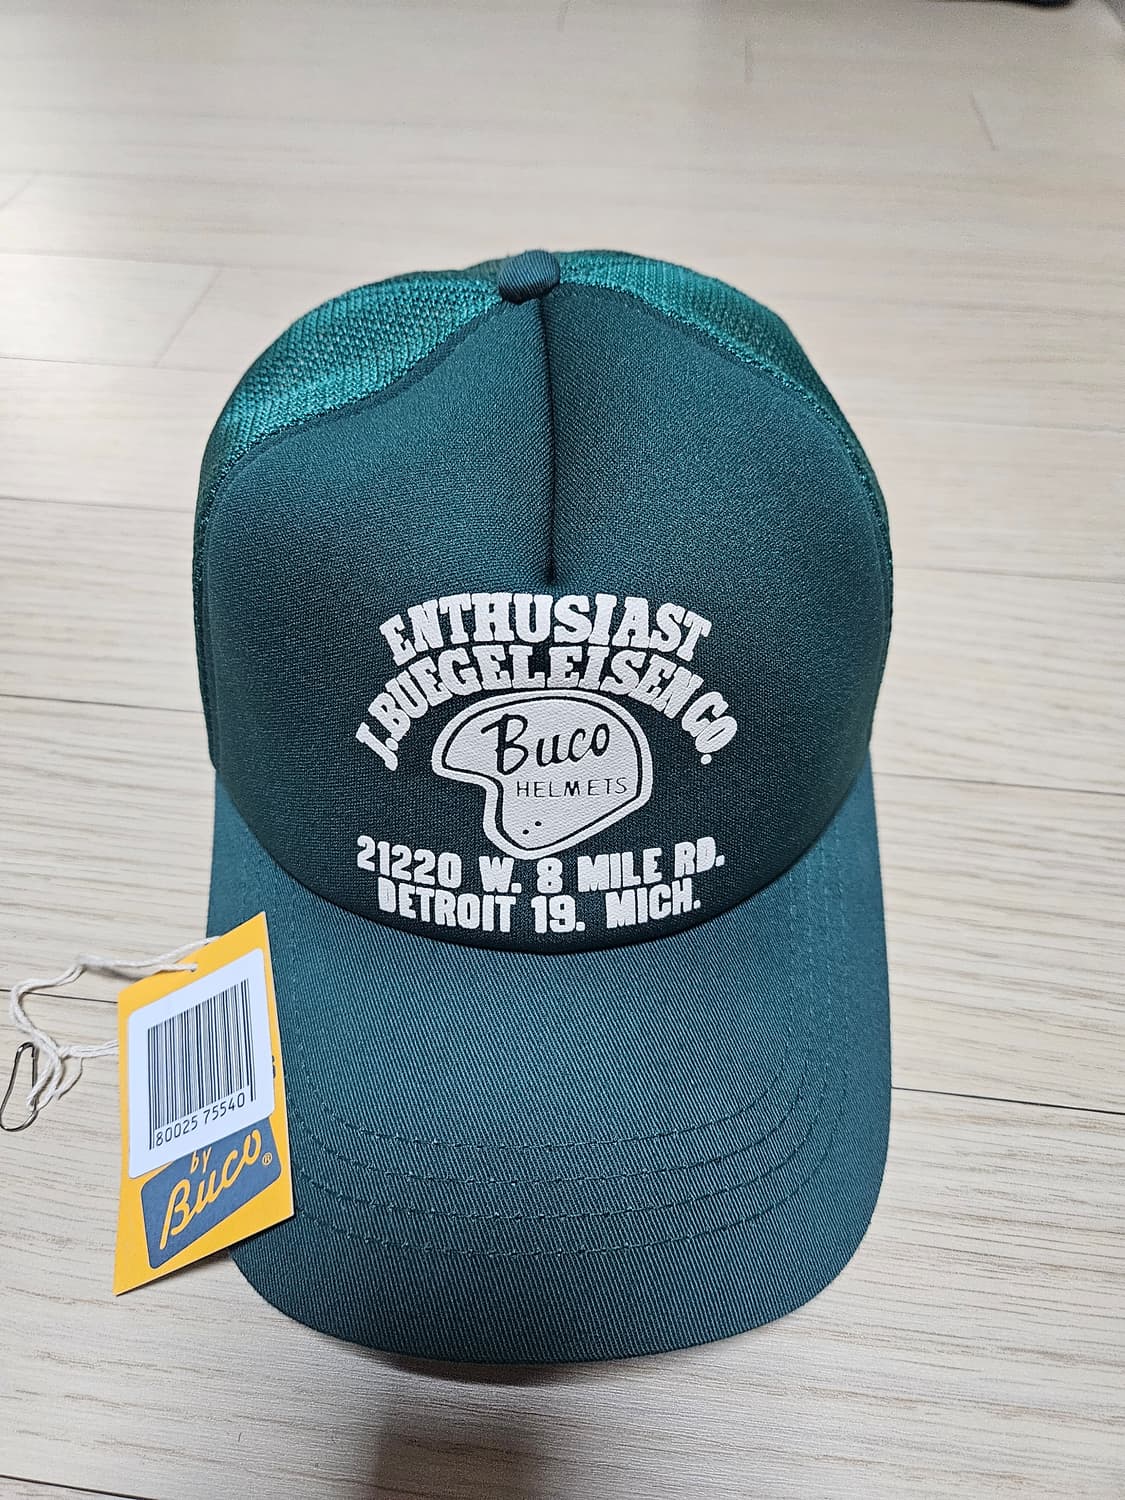 ENTHUSIAST
J.BUEGELEISEN CO.
Buco
HELMETS
21220 W. 8 MILE RD.
DETROIT 19. MICH.
80025 75540
by
Buco®